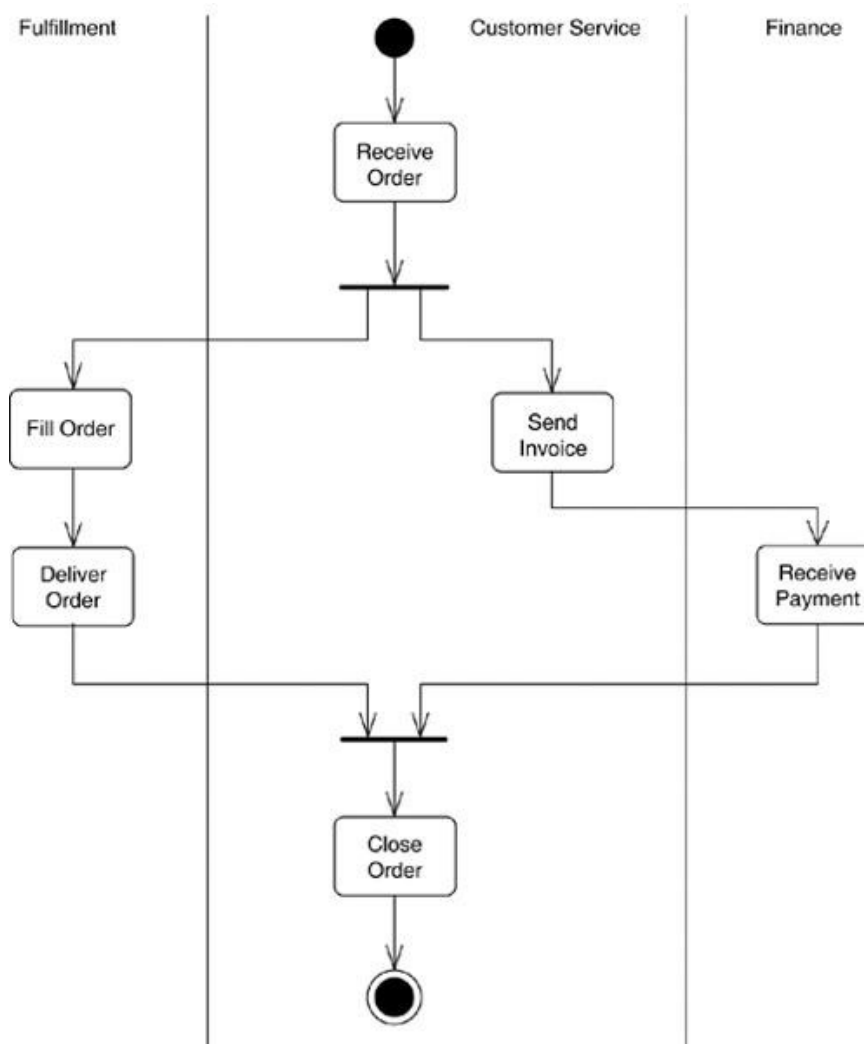 Fulfillment
Customer Service
Finance
Receive
Order
Fill Order
Send
Invoice
Deliver
Order
Receive
Payment
Close
Order